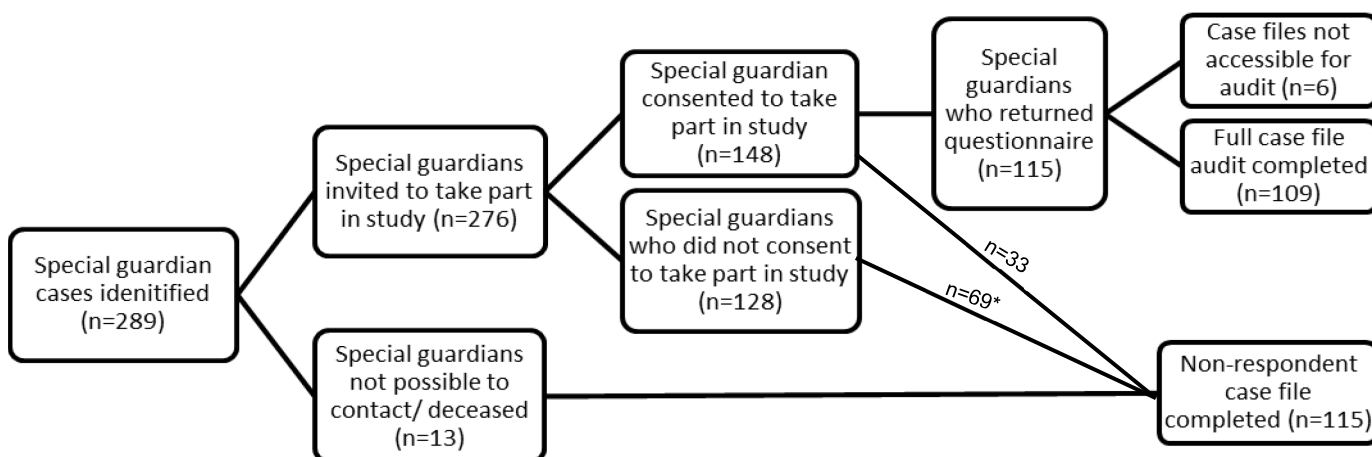 Special guardian
cases idenitified
(n=289)
Special guardians
invited to take part
in study (n=276)
Special guardians
not possible to
contact/ deceased
(n=13)
Special guardian
consented to take
part in study
(n=148)
Special guardians
who did not consent
to take part in study
(n=128)
Special
guardians
who returned
questionnaire
(n=115)
Case files not
accessible for
audit (n=6)
Full case file
audit completed
(n=109)
n=33
n=69*
Non-respondent
case file
completed (n=115)